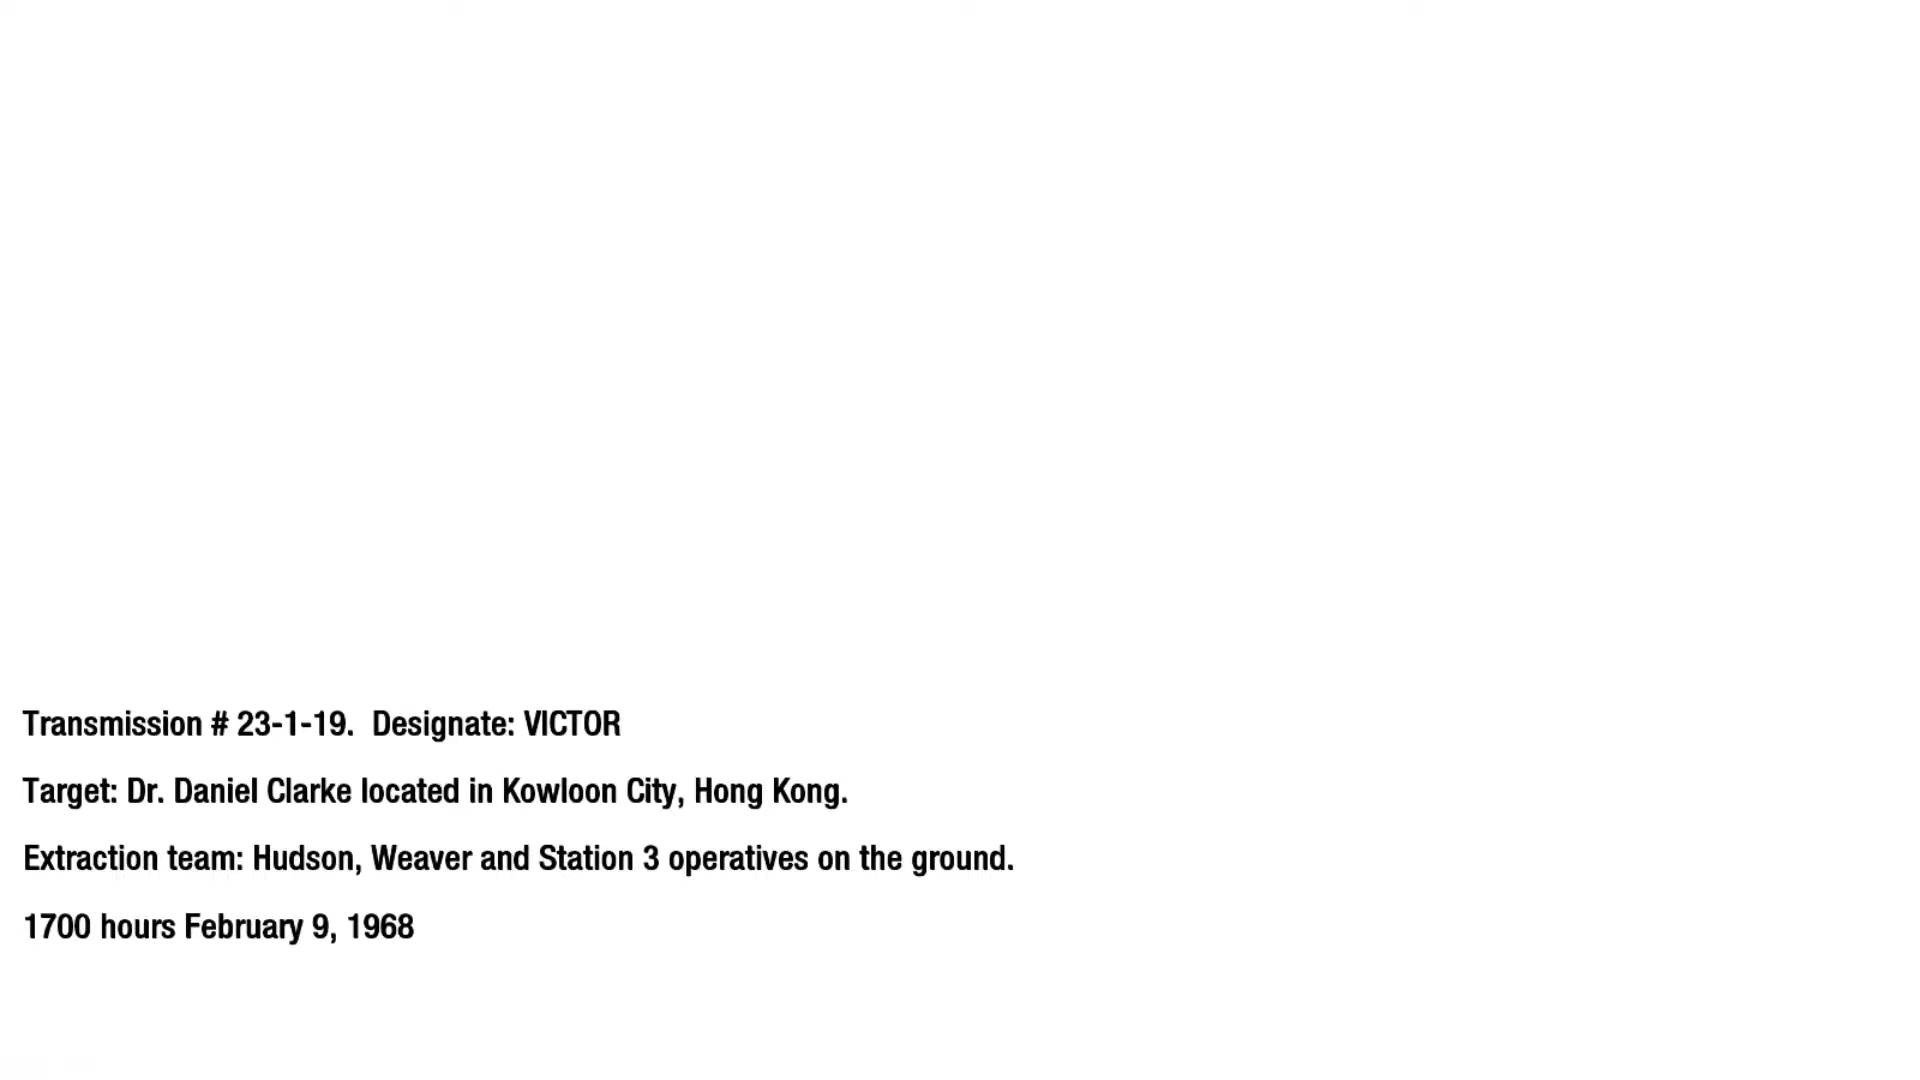 Transmission # 23-1-19.  Designate: VICTOR
Target: Dr. Daniel Clarke located in Kowloon City, Hong Kong.
Extraction team: Hudson, Weaver and Station 3 operatives on the ground.
1700 hours February 9, 1968